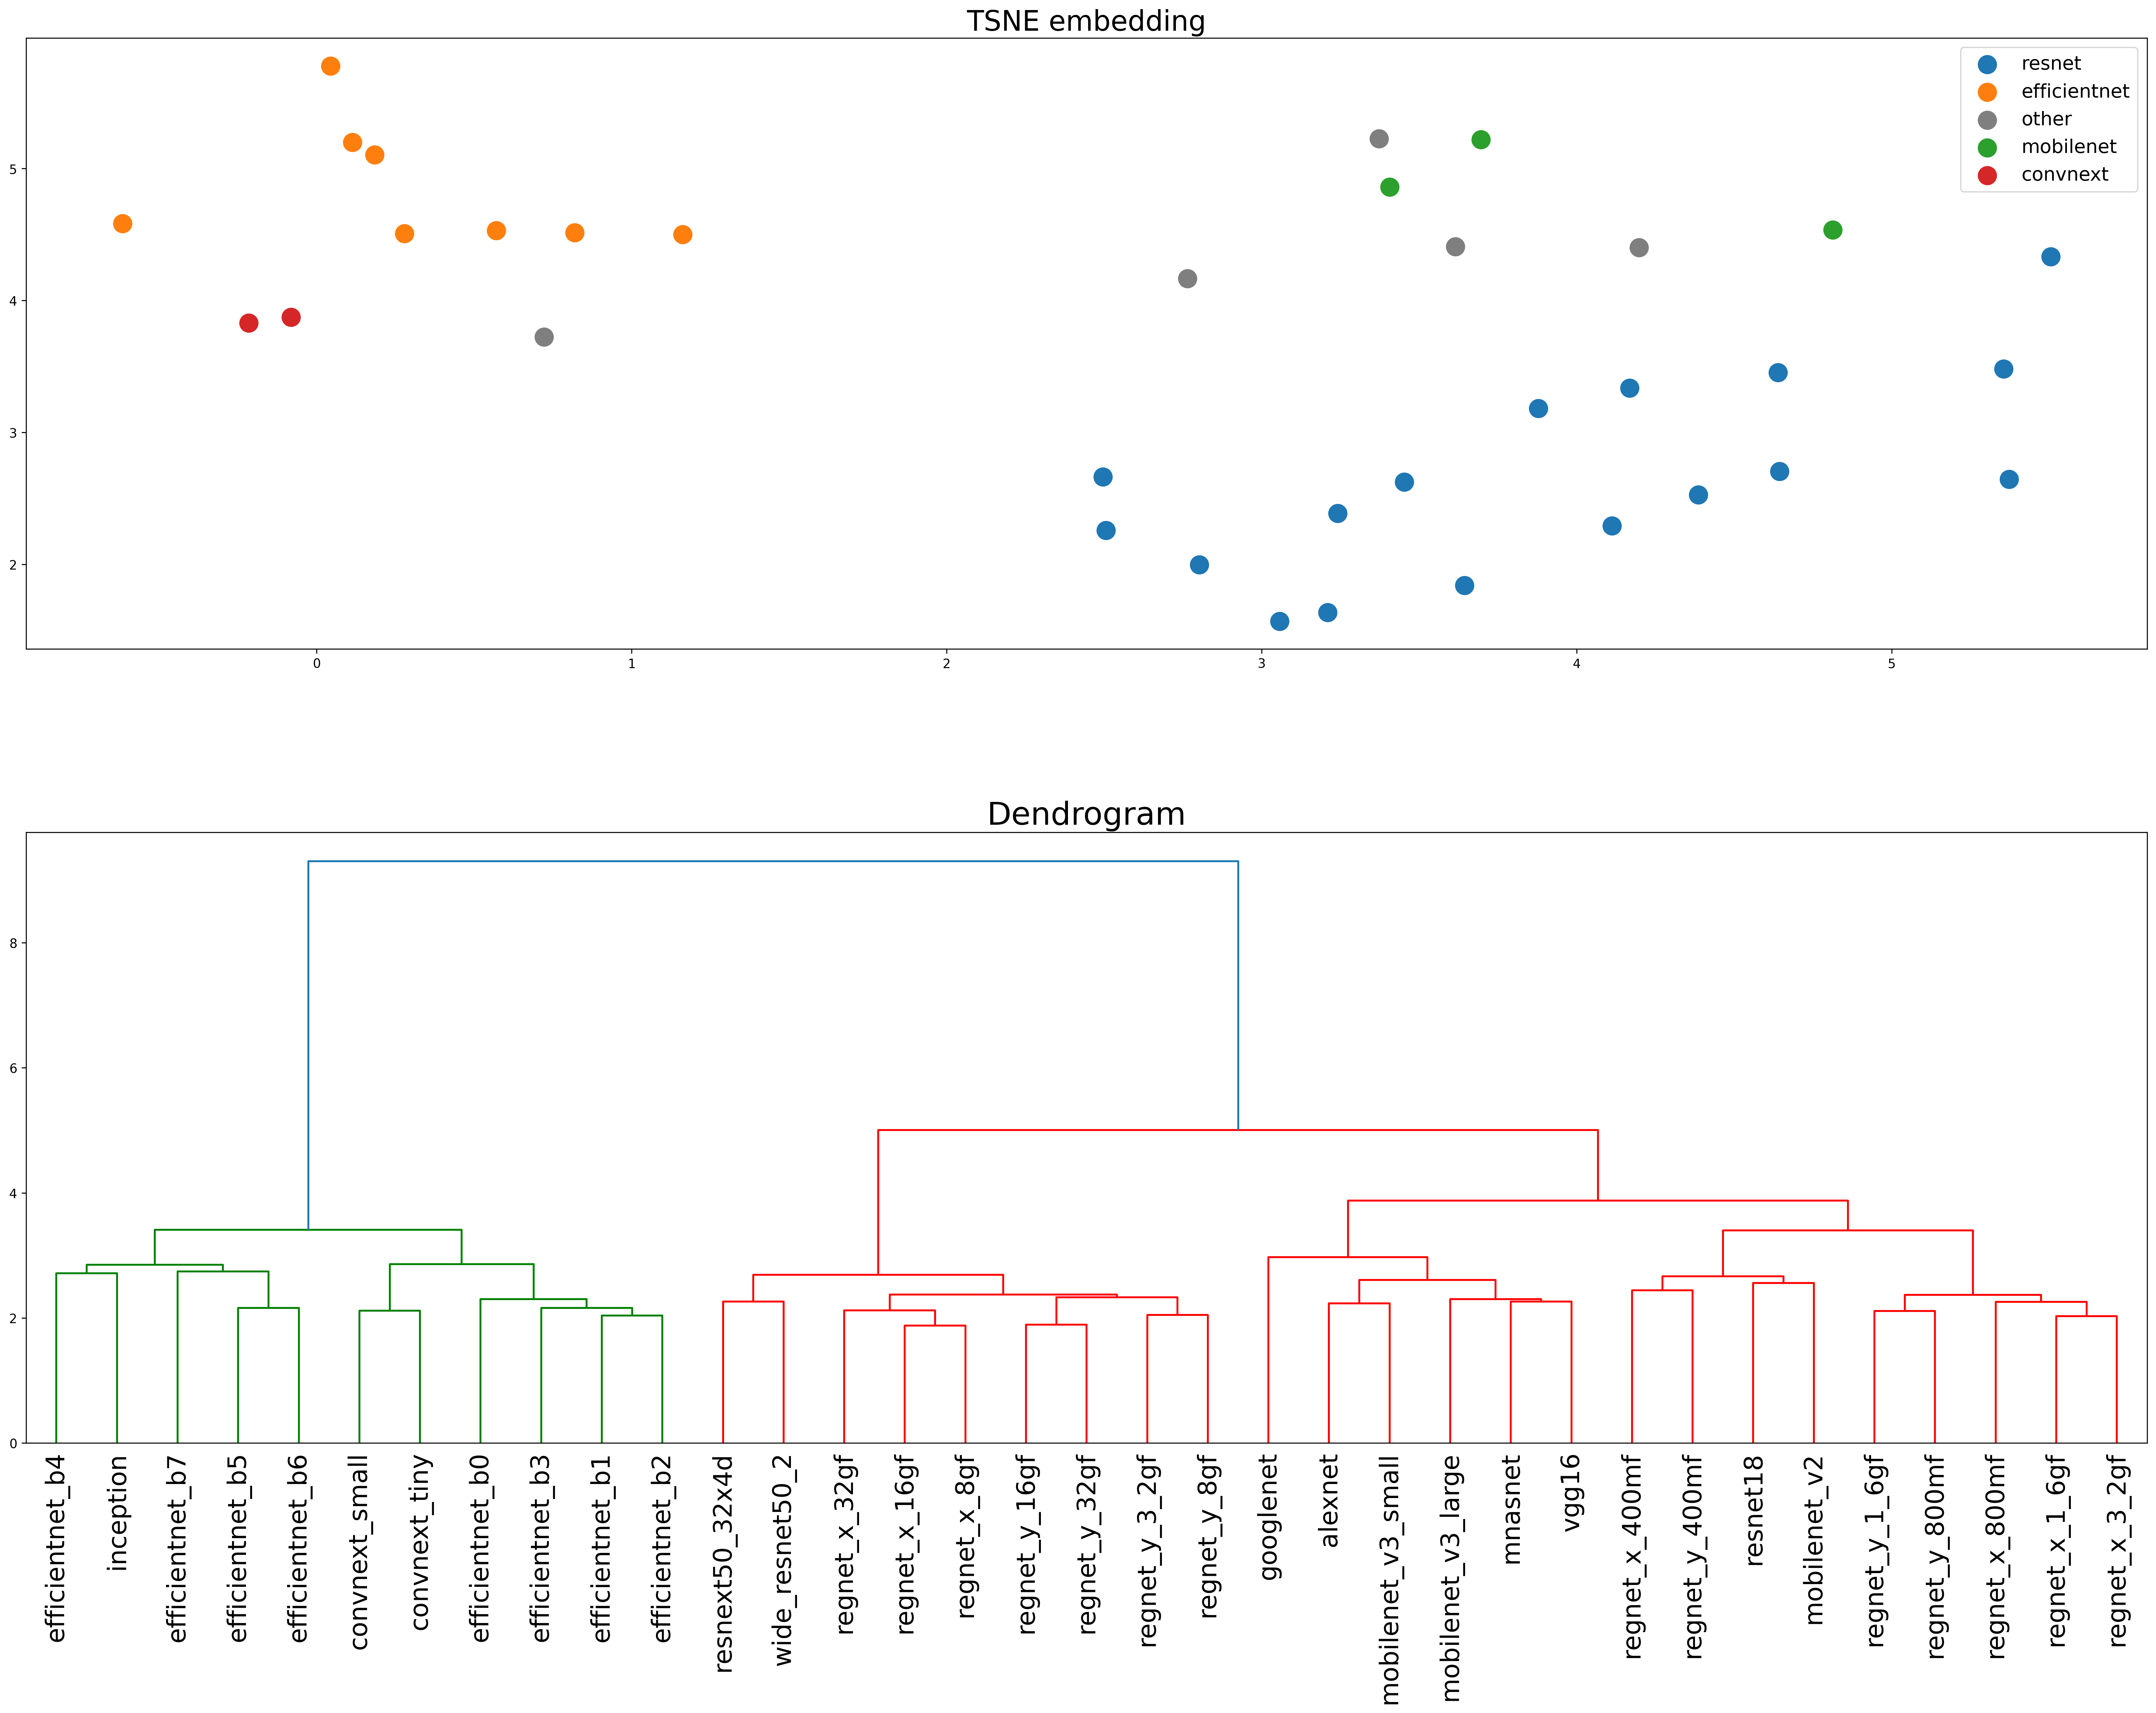 TSNE embedding
resnet
efficientnet
other
mobilenet
convnext
5
4
3
2
0 1 2 3 4 5
Dendrogram
8
6
4
2
0
efficientnet_b4
inception
efficientnet_b7
efficientnet_b5
efficientnet_b6
convnext_small
convnext_tiny
efficientnet_b0
efficientnet_b3
efficientnet_b1
efficientnet_b2
resnext50_32x4d
wide_resnet50_2
regnet_x_32gf
regnet_x_16gf
regnet_x_8gf
regnet_y_16gf
regnet_y_32gf
regnet_y_3_2gf
regnet_y_8gf
googlenet
alexnet
mobilenet_v3_small
mobilenet_v3_large
mnasnet
vgg16
regnet_x_400mf
regnet_y_400mf
resnet18
mobilenet_v2
regnet_y_1_6gf
regnet_y_800mf
regnet_x_800mf
regnet_x_1_6gf
regnet_x_3_2gf